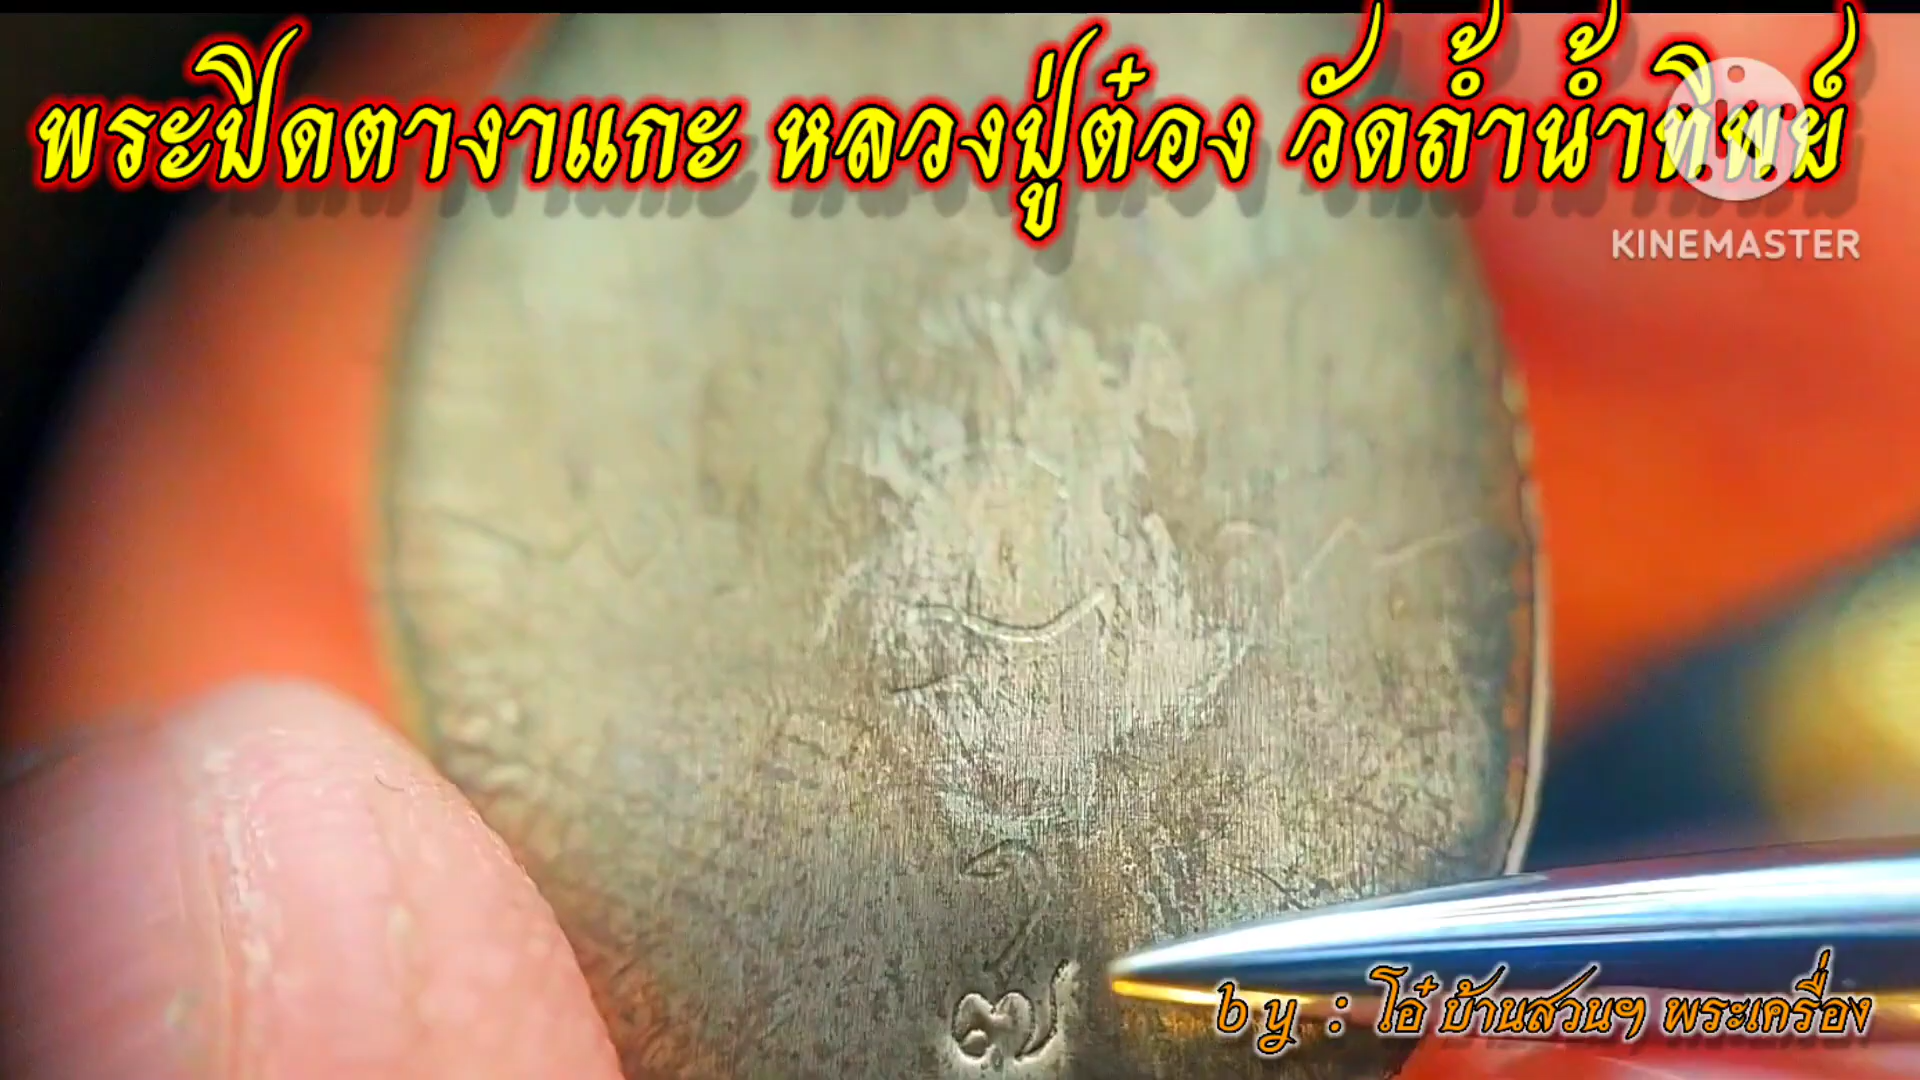 พระปิดตางาแกะ หลวงปู่ต๋อง วัดถ้ำน้ำทิพย์
KINEMASTER
๗
by : โอ๋ บ้านสวนฯ พระเครื่อง